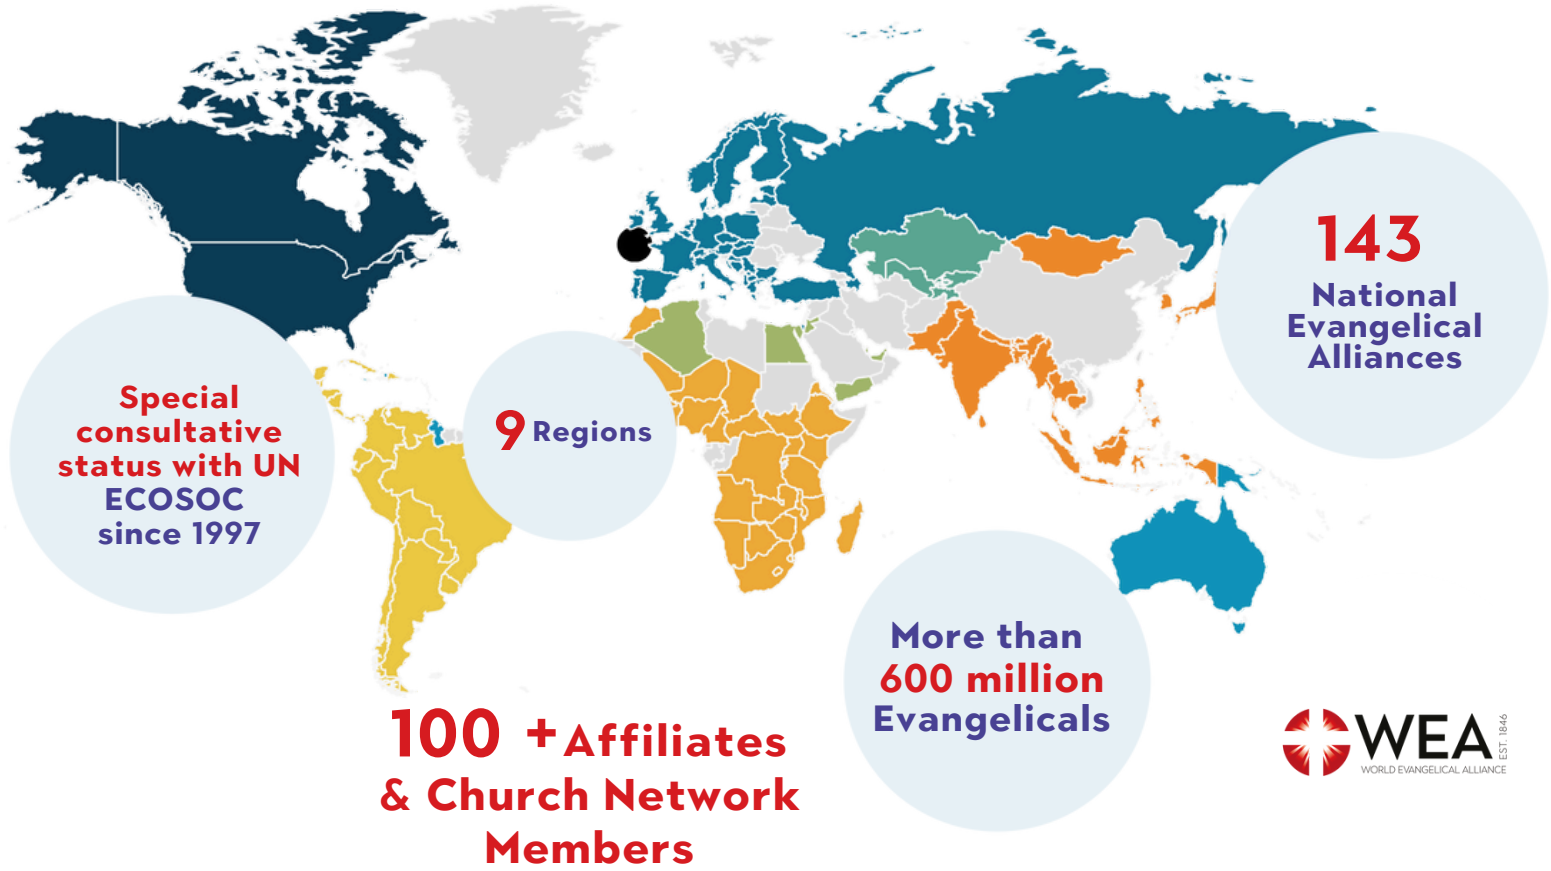 143
National
Evangelical
Alliances
Special
consultative
status with UN
ECOSOC
since 1997
9 Regions
More than
600 million
Evangelicals
100 + Affiliates
& Church Network
Members
WEA
EST. 1846
WORLD EVANGELICAL ALLIANCE